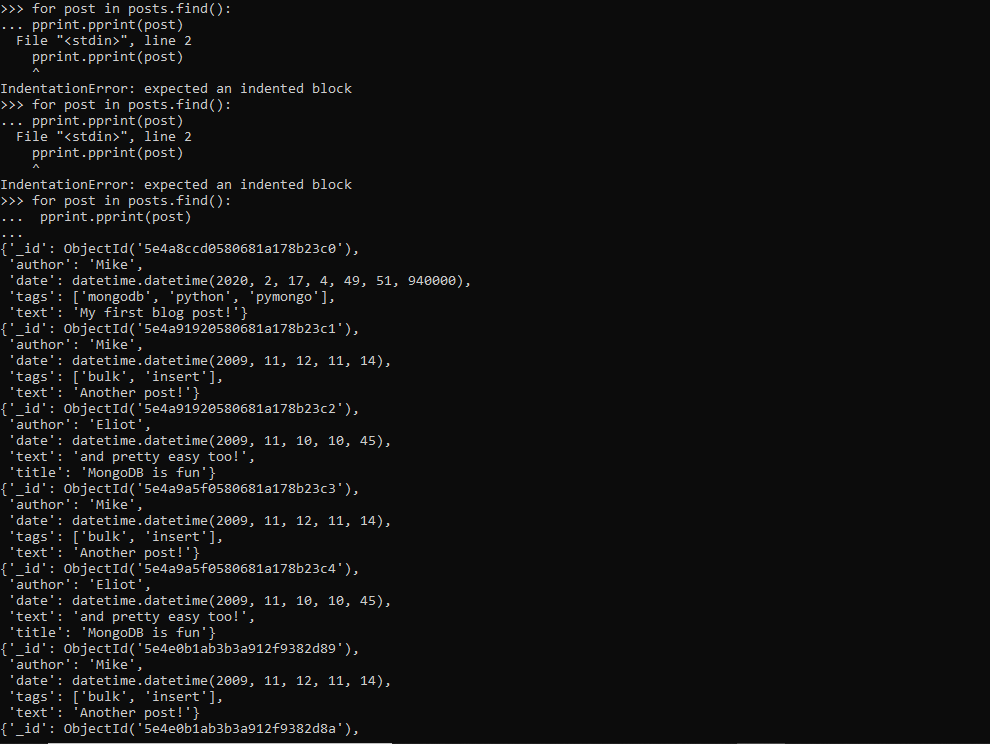 >>> for post in posts.find():
... pprint.pprint(post)
  File "<stdin>", line 2
    pprint.pprint(post)
    ^
IndentationError: expected an indented block
>>> for post in posts.find():
... pprint.pprint(post)
  File "<stdin>", line 2
    pprint.pprint(post)
    ^
IndentationError: expected an indented block
>>> for post in posts.find():
...  pprint.pprint(post)
...
{'_id': ObjectId('5e4a8ccd0580681a178b23c0'),
 'author': 'Mike',
 'date': datetime.datetime(2020, 2, 17, 4, 49, 51, 940000),
 'tags': ['mongodb', 'python', 'pymongo'],
 'text': 'My first blog post!'}
{'_id': ObjectId('5e4a91920580681a178b23c1'),
 'author': 'Mike',
 'date': datetime.datetime(2009, 11, 12, 11, 14),
 'tags': ['bulk', 'insert'],
 'text': 'Another post!'}
{'_id': ObjectId('5e4a91920580681a178b23c2'),
 'author': 'Eliot',
 'date': datetime.datetime(2009, 11, 10, 10, 45),
 'text': 'and pretty easy too!',
 'title': 'MongoDB is fun'}
{'_id': ObjectId('5e4a9a5f0580681a178b23c3'),
 'author': 'Mike',
 'date': datetime.datetime(2009, 11, 12, 11, 14),
 'tags': ['bulk', 'insert'],
 'text': 'Another post!'}
{'_id': ObjectId('5e4a9a5f0580681a178b23c4'),
 'author': 'Eliot',
 'date': datetime.datetime(2009, 11, 10, 10, 45),
 'text': 'and pretty easy too!',
 'title': 'MongoDB is fun'}
{'_id': ObjectId('5e4e0b1ab3b3a912f9382d89'),
 'author': 'Mike',
 'date': datetime.datetime(2009, 11, 12, 11, 14),
 'tags': ['bulk', 'insert'],
 'text': 'Another post!'}
{'_id': ObjectId('5e4e0b1ab3b3a912f9382d8a'),